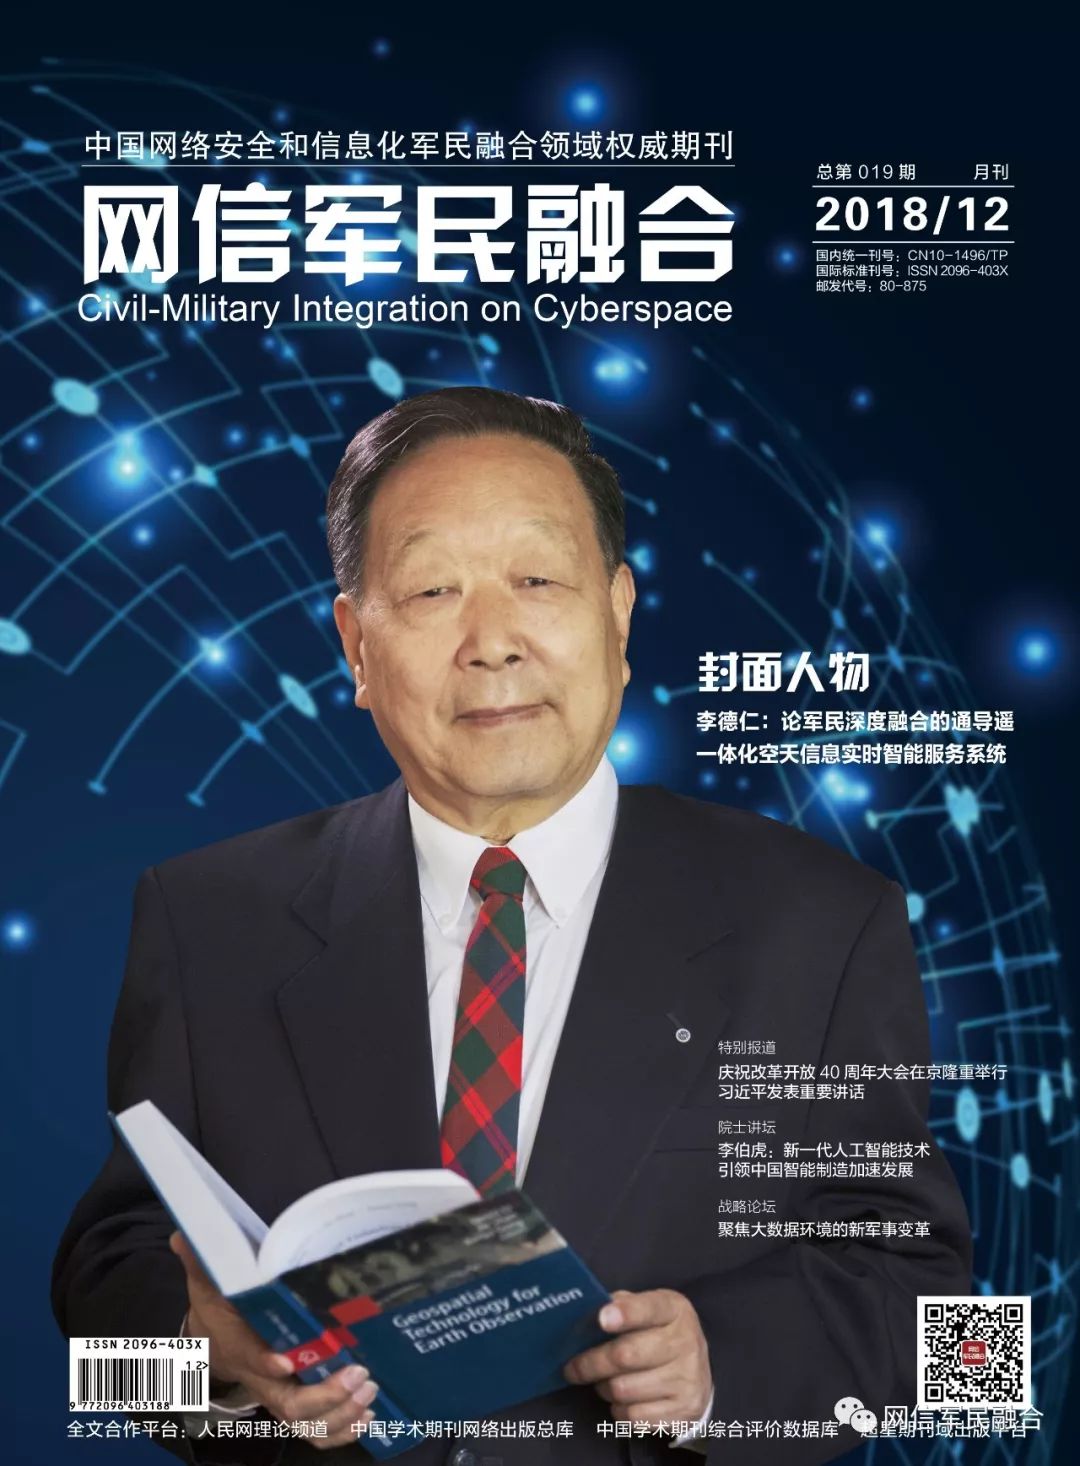 中国网络安全和信息化军民融合领域权威期刊
网信军民融合
Civil-Military Integration on Cyberspace
总第 019 期 月刊
2018/12
国内统一刊号：CN10-1496/TP
国际标准刊号：ISSN 2096-403X
邮发代号：80-875
封面人物
李德仁：论军民深度融合的通导遥
一体化空天信息实时智能服务系统
特别报道
庆祝改革开放 40 周年大会在京隆重举行
习近平发表重要讲话
院士讲坛
李伯虎：新一代人工智能技术
引领中国智能制造加速发展
战略论坛
聚焦大数据环境的新军事变革
Geospatial
Technology for
Earth Observation
ISSN 2096-403X
12>
9 772096 403188
全文合作平台：人民网理论频道 中国学术期刊网络出版总库 中国学术期刊综合评价数据库 超星期刊域出版平台
网信军民融合